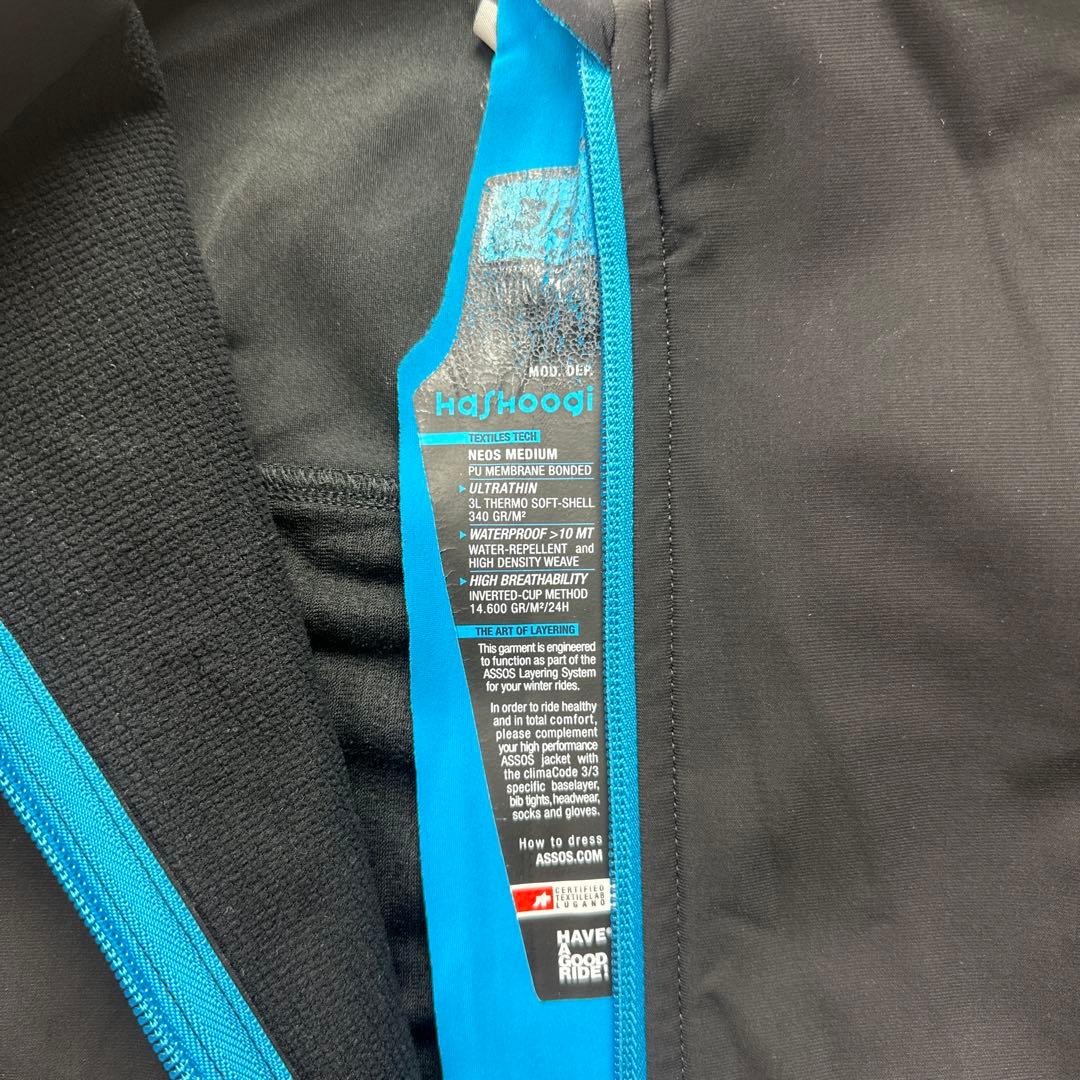 MOD. DEP.
HaSHoogi
TEXTILES TECH
NEOS MEDIUM
PU MEMBRANE BONDED
ULTRATHIN
3L THERMO SOFT-SHELL
340 GR/M²
WATERPROOF >10 MT
WATER-REPELLENT and
HIGH DENSITY WEAVE
HIGH BREATHABILITY
INVERTED-CUP METHOD
14.600 GR/M²/24H
THE ART OF LAYERING
This garment is engineered
to function as part of the
ASSOS Layering System
for your winter rides.
In order to ride healthy
and in total comfort,
please complement
your high performance
ASSOS jacket with
the climaCode 3/3
specific baselayer,
bib tights, headwear,
socks and gloves.
How to dress
ASSOS.COM
CERTIFIED
TEXTILELAB
LUGANO
HAVE
A
GOOD
RIDE!